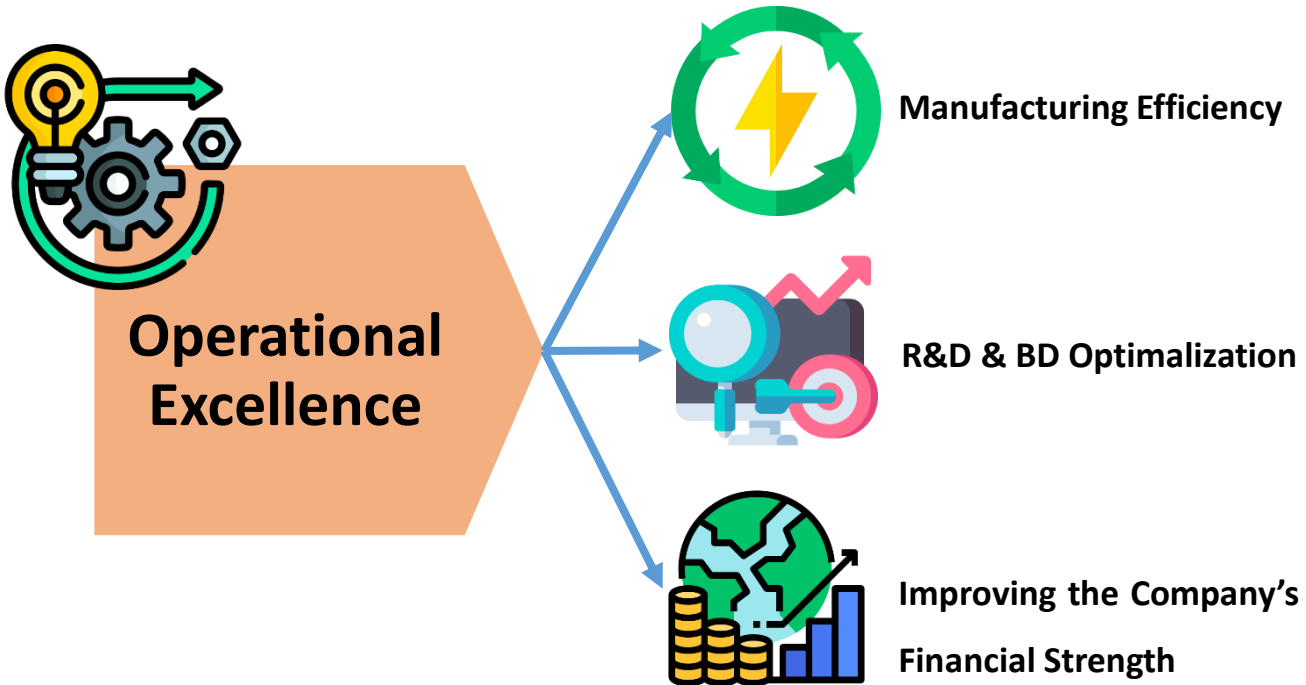 Operational
Excellence
Manufacturing Efficiency
R&D & BD Optimalization
Improving the Company’s
Financial Strength